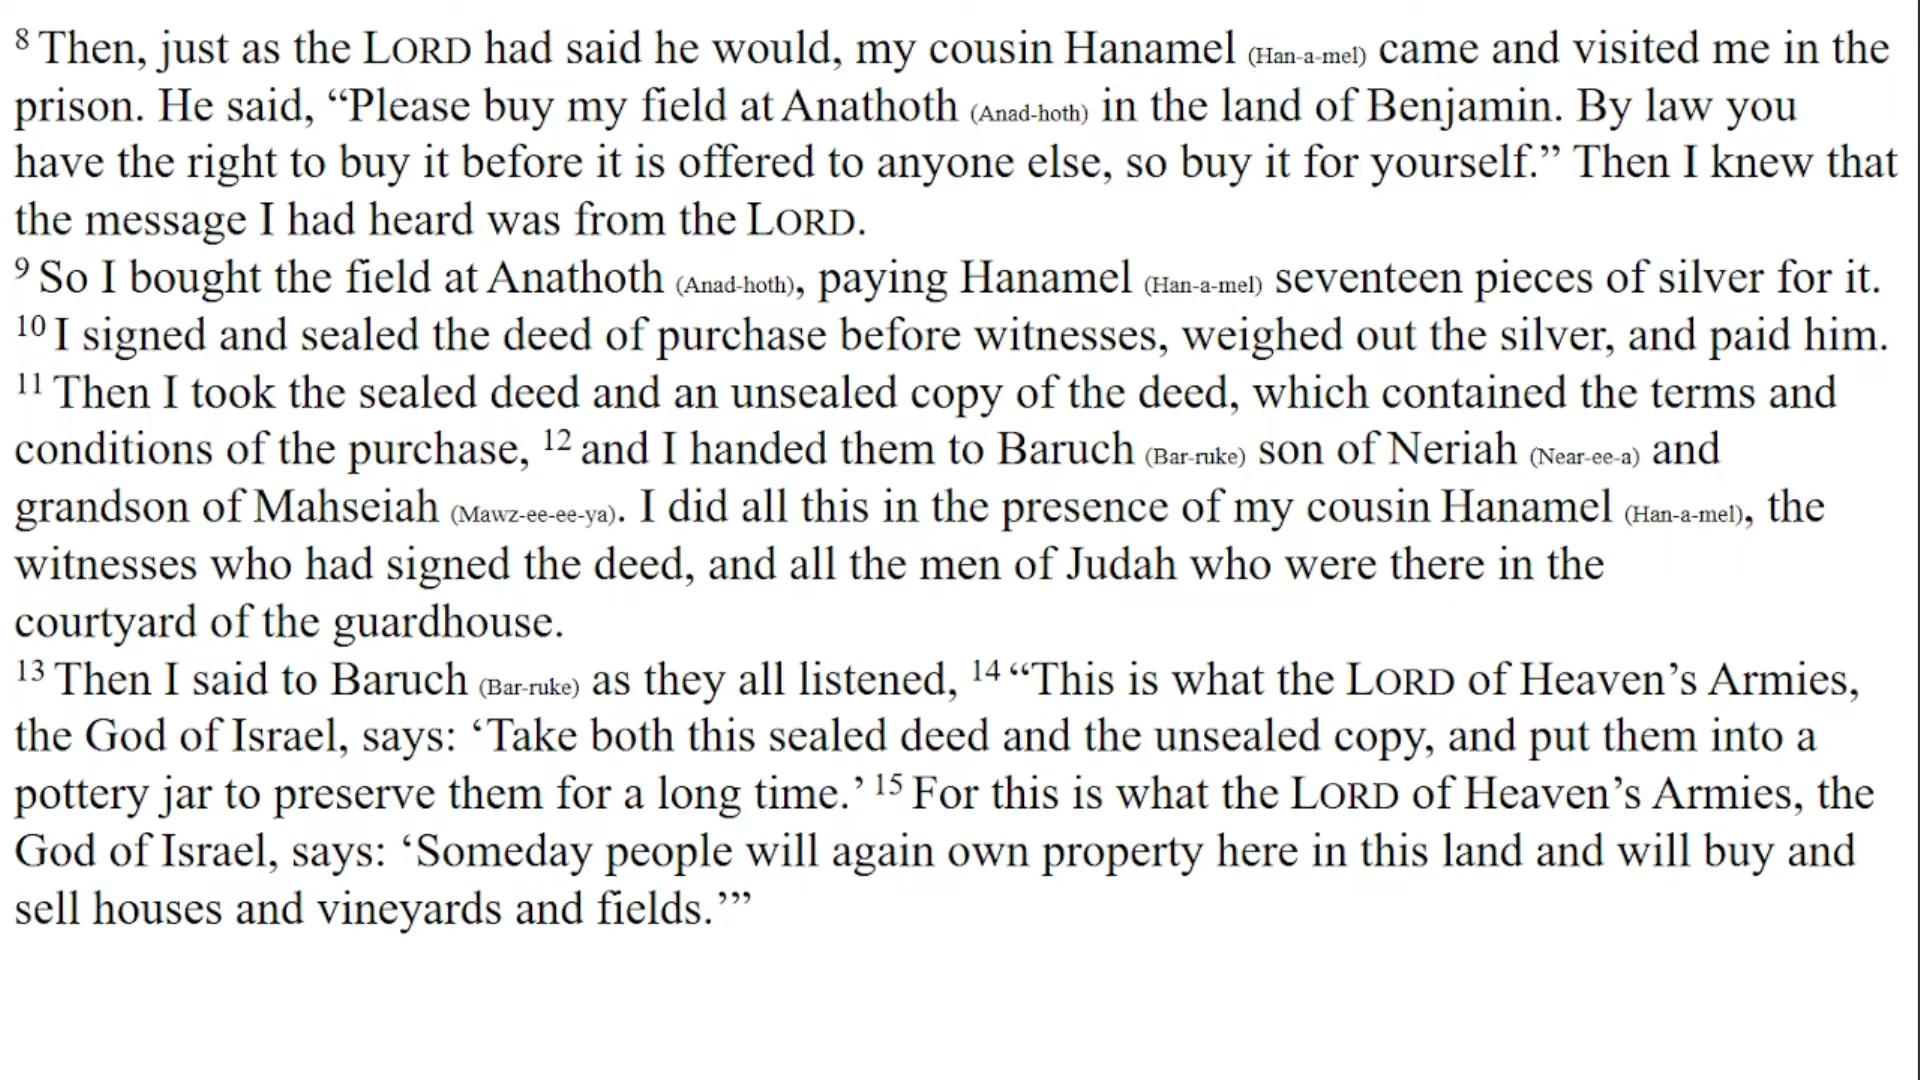 8 Then, just as the LORD had said he would, my cousin Hanamel (Han-a-mel) came and visited me in the
prison. He said, “Please buy my field at Anathoth (Anad-hoth) in the land of Benjamin. By law you
have the right to buy it before it is offered to anyone else, so buy it for yourself.” Then I knew that
the message I had heard was from the LORD.
9 So I bought the field at Anathoth (Anad-hoth), paying Hanamel (Han-a-mel) seventeen pieces of silver for it.
10 I signed and sealed the deed of purchase before witnesses, weighed out the silver, and paid him.
11 Then I took the sealed deed and an unsealed copy of the deed, which contained the terms and
conditions of the purchase, 12 and I handed them to Baruch (Bar-ruke) son of Neriah (Near-ee-a) and
grandson of Mahseiah (Mawz-ee-ee-ya). I did all this in the presence of my cousin Hanamel (Han-a-mel), the
witnesses who had signed the deed, and all the men of Judah who were there in the
courtyard of the guardhouse.
13 Then I said to Baruch (Bar-ruke) as they all listened, 14 “This is what the LORD of Heaven’s Armies,
the God of Israel, says: ‘Take both this sealed deed and the unsealed copy, and put them into a
pottery jar to preserve them for a long time.’ 15 For this is what the LORD of Heaven’s Armies, the
God of Israel, says: ‘Someday people will again own property here in this land and will buy and
sell houses and vineyards and fields.’”